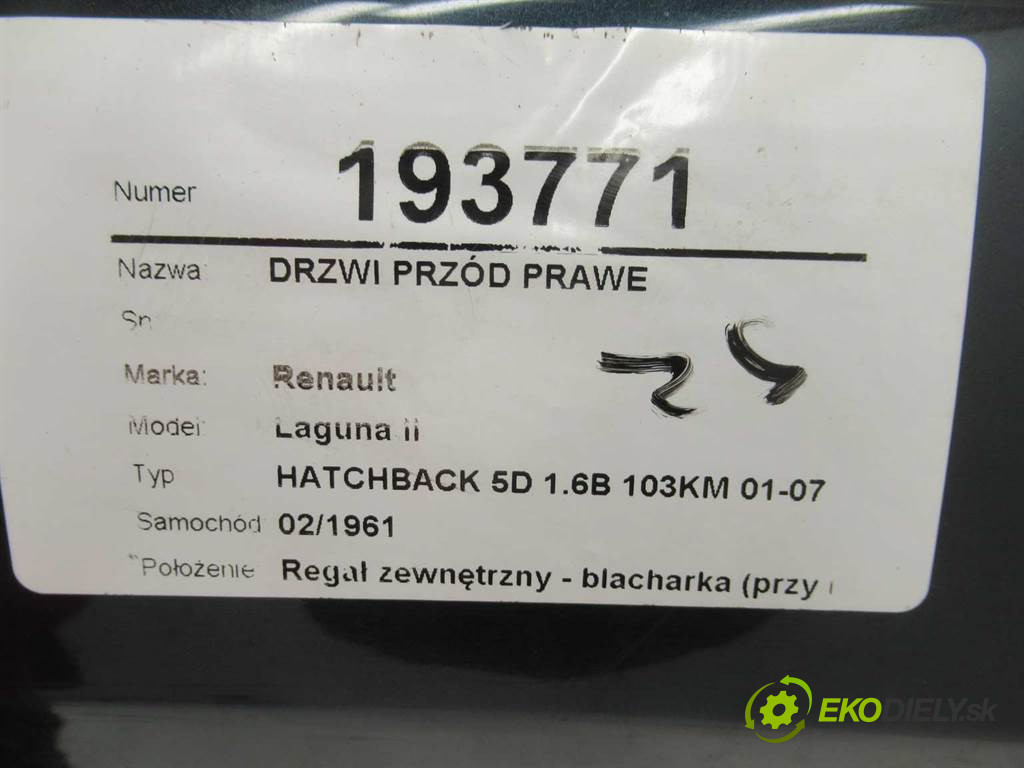 Numer 193771
Nazwa DRZWI PRZÓD PRAWE
Sn
Marka: Renault
Model Laguna II
Typ HATCHBACK 5D 1.6B 103KM 01-07
Samochód 02/1961
Położenie Regał zewnętrzny - blacharka (przy
EKODIELY.sk